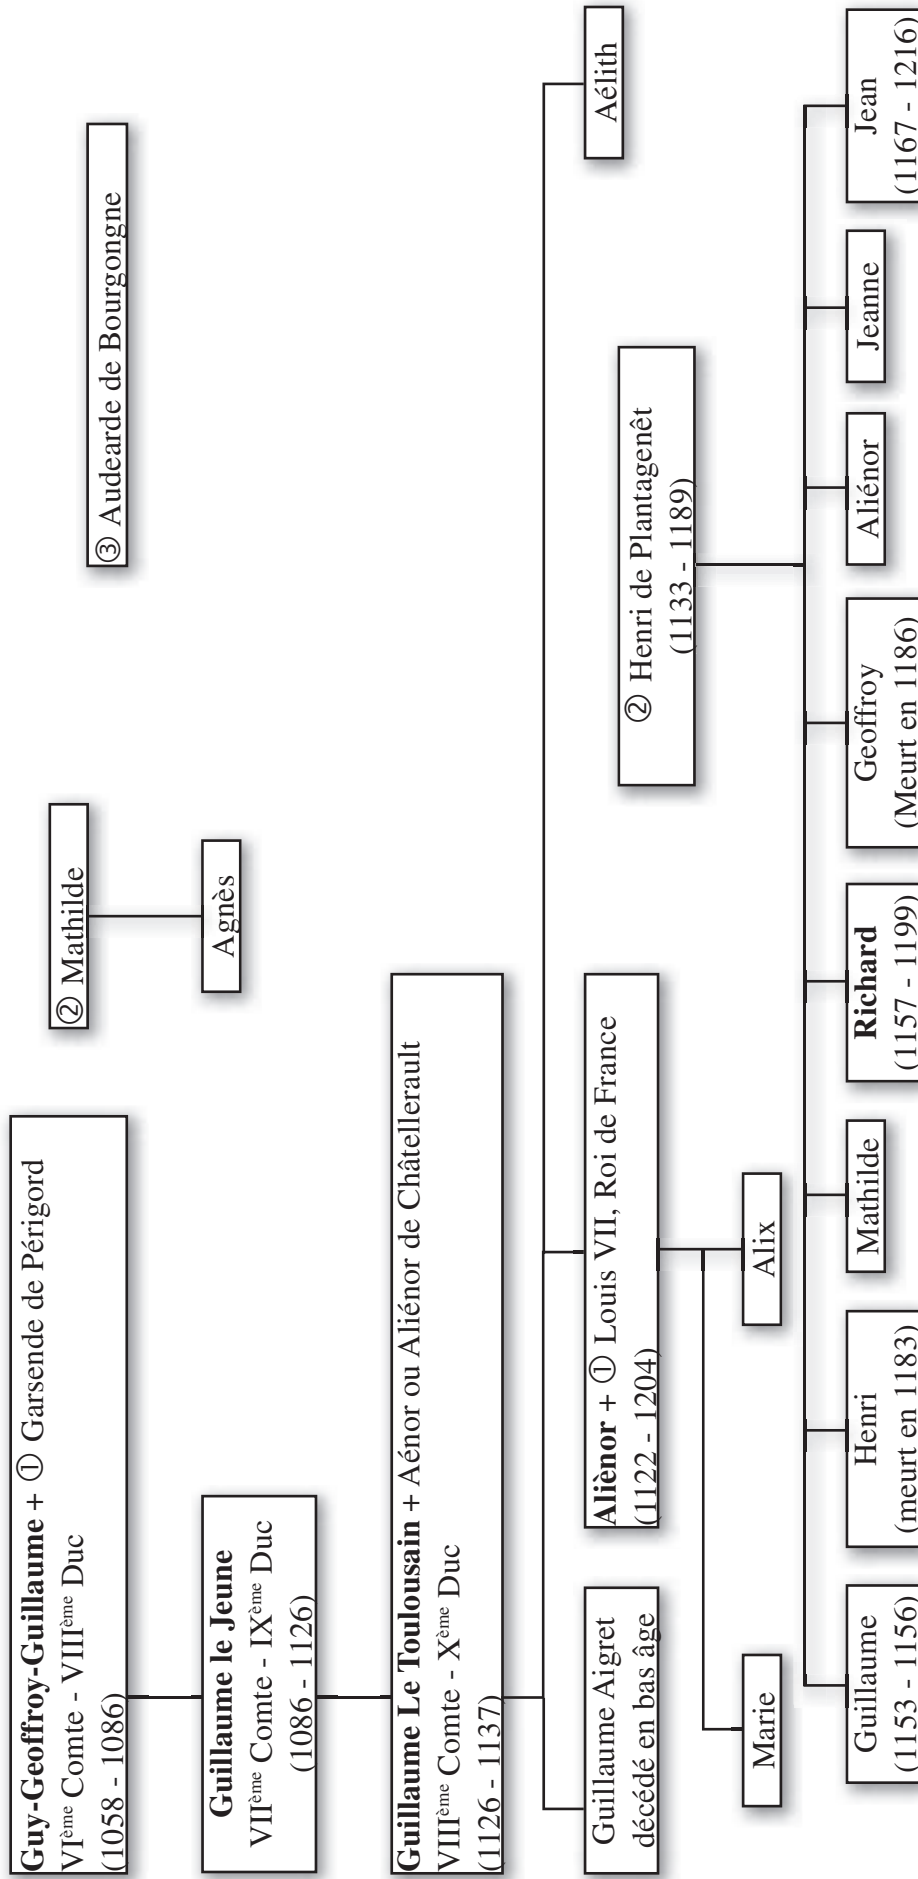 Guy-Geoffroy-Guillaume + ① Garsende de Périgord
VIème Comte - VIIIème Duc
(1058 - 1086)
② Mathilde
③ Audearde de Bourgongne
Guillaume le Jeune
VIIème Comte - IXème Duc
(1086 - 1126)
Agnès
Guillaume Le Toulousain + Aénor ou Aliénor de Châtellerault
VIIIème Comte - Xème Duc
(1126 - 1137)
Guillaume Aigret
décédé en bas âge
Aliènor + ① Louis VII, Roi de France
(1122 - 1204)
② Henri de Plantagenêt
(1133 - 1189)
Aélith
Marie
Alix
Guillaume
(1153 - 1156)
Henri
(meurt en 1183)
Mathilde
Richard
(1157 - 1199)
Geoffroy
(Meurt en 1186)
Aliénor
Jeanne
Jean
(1167 - 1216)